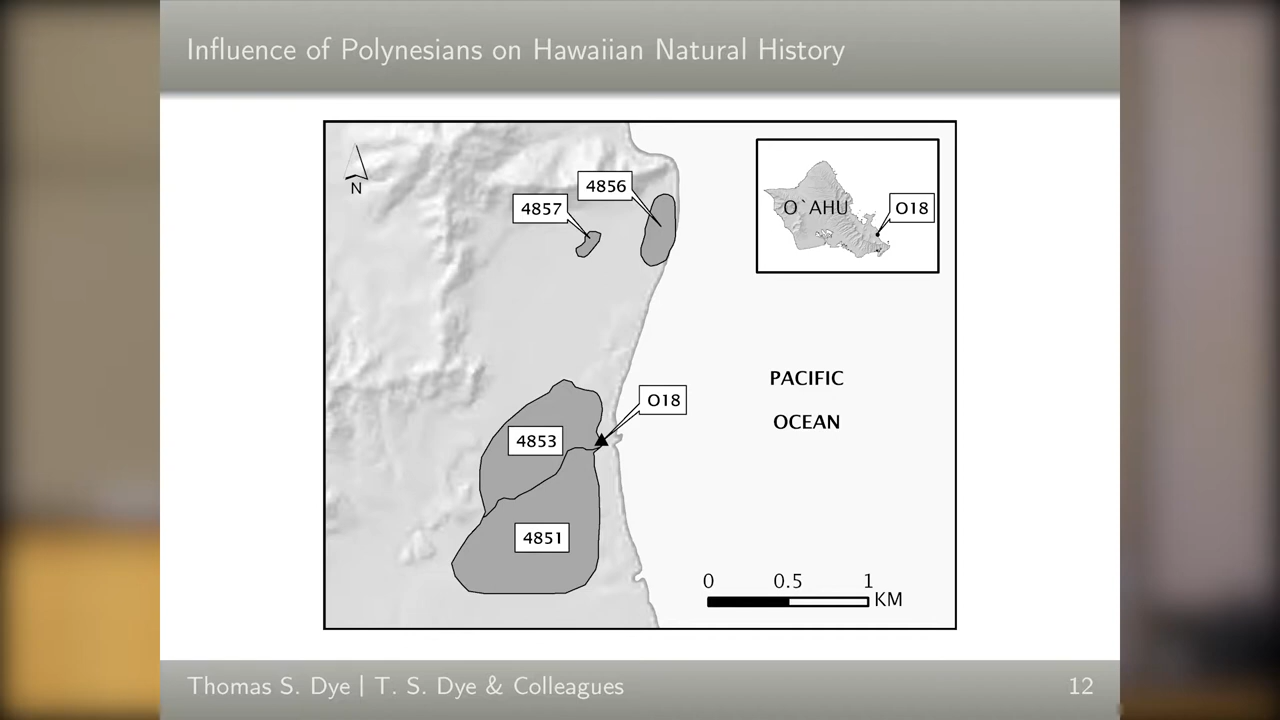 Influence of Polynesians on Hawaiian Natural History
N
4857
4856
O`AHU
O18
PACIFIC
OCEAN
O18
4853
4851
0 0.5 1
KM
Thomas S. Dye | T. S. Dye & Colleagues
12